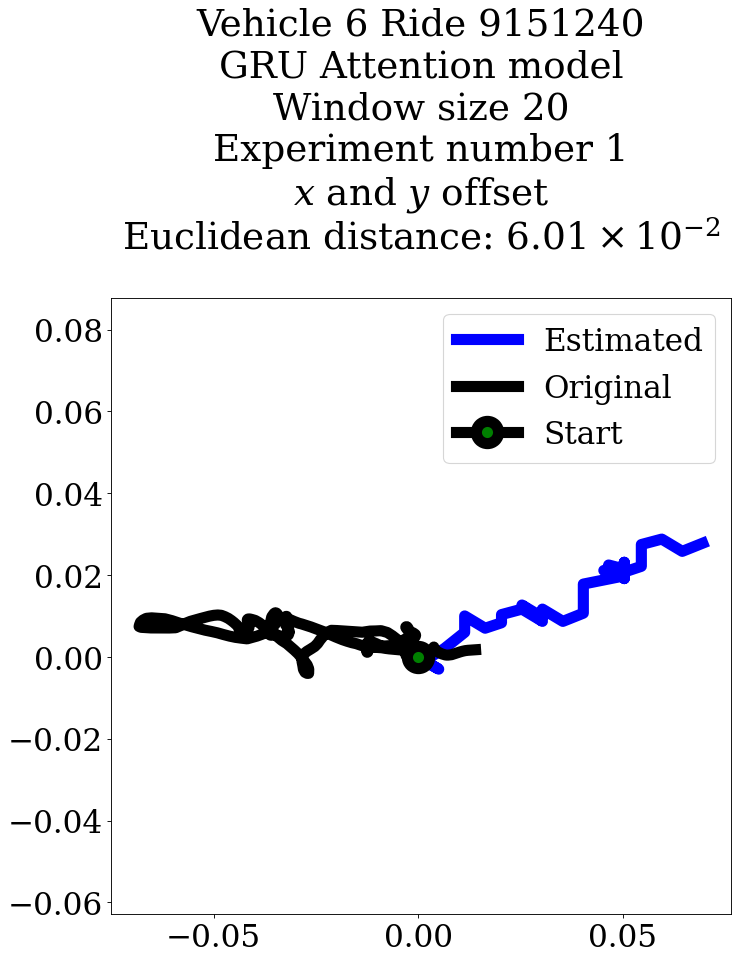 Vehicle 6 Ride 9151240
GRU Attention model
Window size 20
Experiment number 1
x and y offset
Euclidean distance: 6.01 × 10⁻²
Estimated
Original
Start
0.08
0.06
0.04
0.02
0.00
−0.02
−0.04
−0.06
−0.05
0.00
0.05